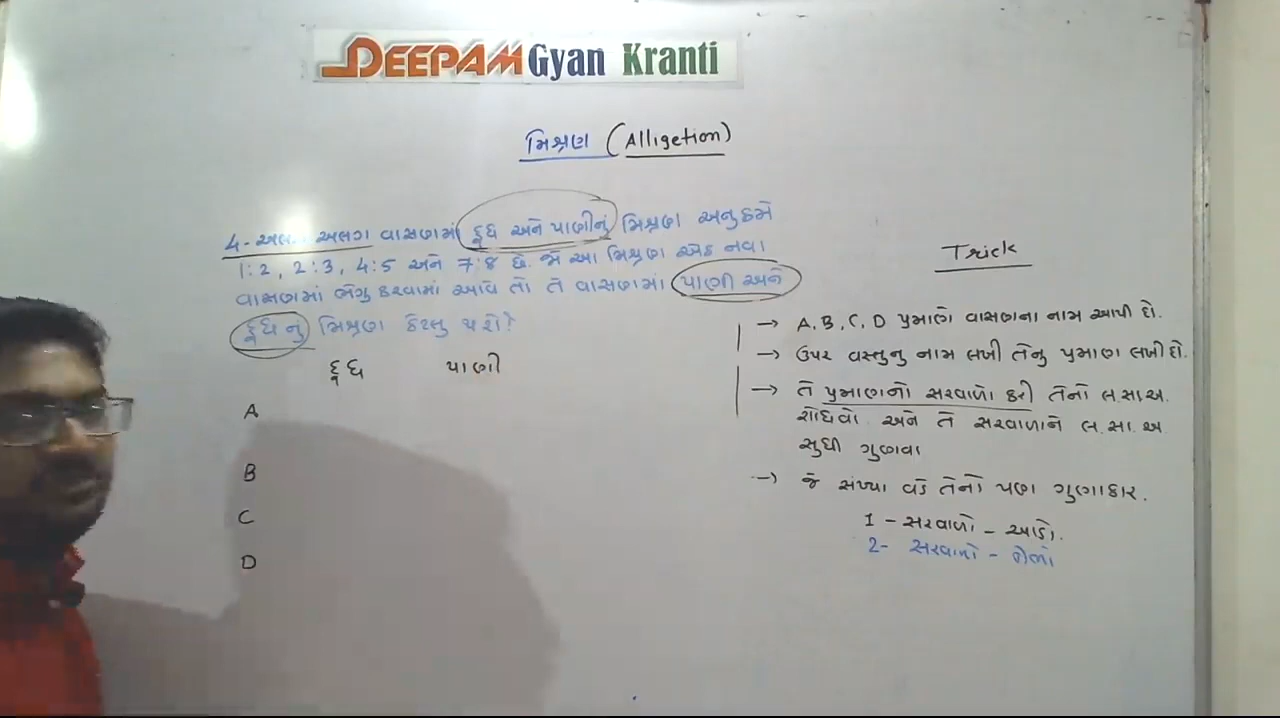 DEEPAM Gyan Kranti
મિશ્રણ (Alligetion)
4-અલગ અલગ વાસણમાં દૂધ અને પાણીનું મિશ્રણ અનુક્રમે
1:2, 2:3, 4:5 અને 7:8 છે. જો આ મિશ્રણ એક નવા
વાસણમાં ભેગુ કરવામાં આવે તો તે વાસણમાં પાણી અને
દૂધ નુ મિશ્રણ કેટલુ થશે?
દૂધ પાણી
A
B
C
D
Trick
→ A, B, C, D પ્રમાણે વાસણના નામ આપી દો.
→ ઉપર વસ્તુનુ નામ લખી તેનુ પ્રમાણ લખી દો.
→ તે પ્રમાણનો સરવાળો કરી તેનો લ.સા.અ.
શોધવો અને તે સરવાળાને લ.સા.અ
સુધી ગુણવા
→ જે સંખ્યા વડે તેનો પણ ગુણાકાર.
1 - સરવાળો - આડો.
2- સરવાળો - ઊભો